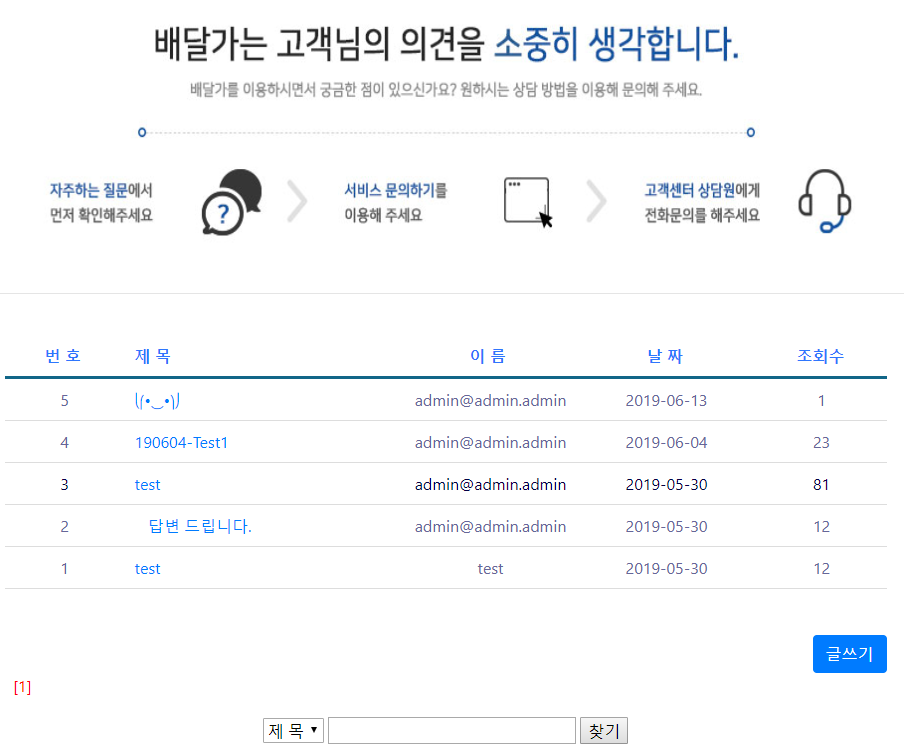 배달가는 고객님의 의견을 소중히 생각합니다.
배달가를 이용하시면서 궁금한 점이 있으신가요? 원하시는 상담 방법을 이용해 문의해 주세요.
자주하는 질문에서
먼저 확인해주세요
?
서비스 문의하기를
이용해 주세요
고객센터 상담원에게
전화문의를 해주세요
번 호 제 목 이 름 날 짜 조회수
5 ⎝(•‿•)⎠ admin@admin.admin 2019-06-13 1
4 190604-Test1 admin@admin.admin 2019-06-04 23
3 test admin@admin.admin 2019-05-30 81
2 답변 드립니다. admin@admin.admin 2019-05-30 12
1 test test 2019-05-30 12
글쓰기
[1]
제 목 ▼ 찾기